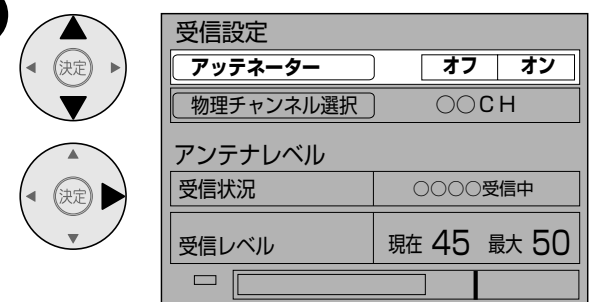 決定
決定
受信設定
アッテネーター オフ オン
物理チャンネル選択 ○○CH
アンテナレベル
受信状況 ○○○○受信中
受信レベル 現在 45 最大 50